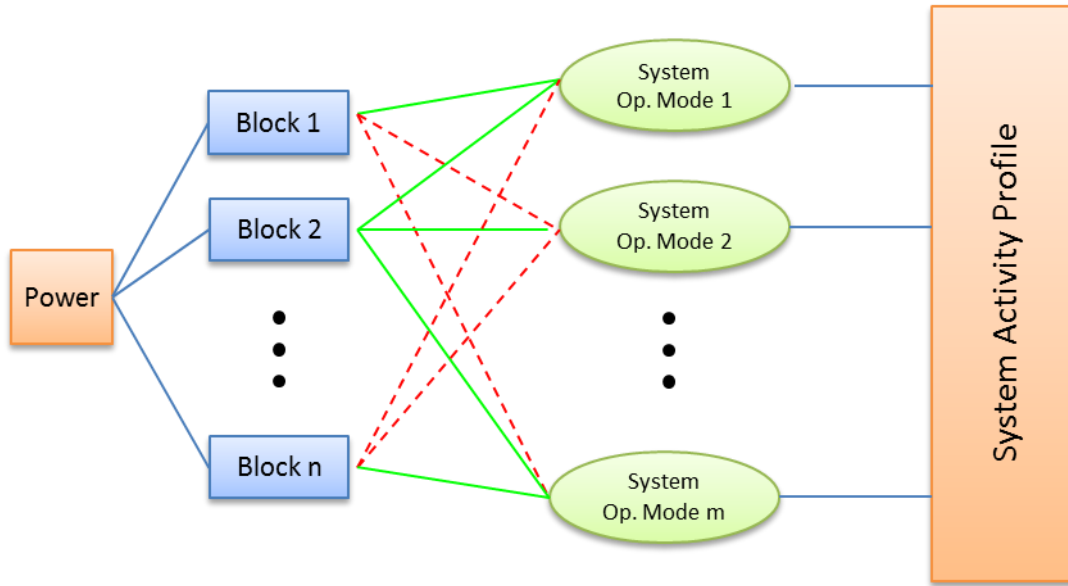 Power
Block 1
Block 2
Block n
System
Op. Mode 1
System
Op. Mode 2
System
Op. Mode m
System Activity Profile